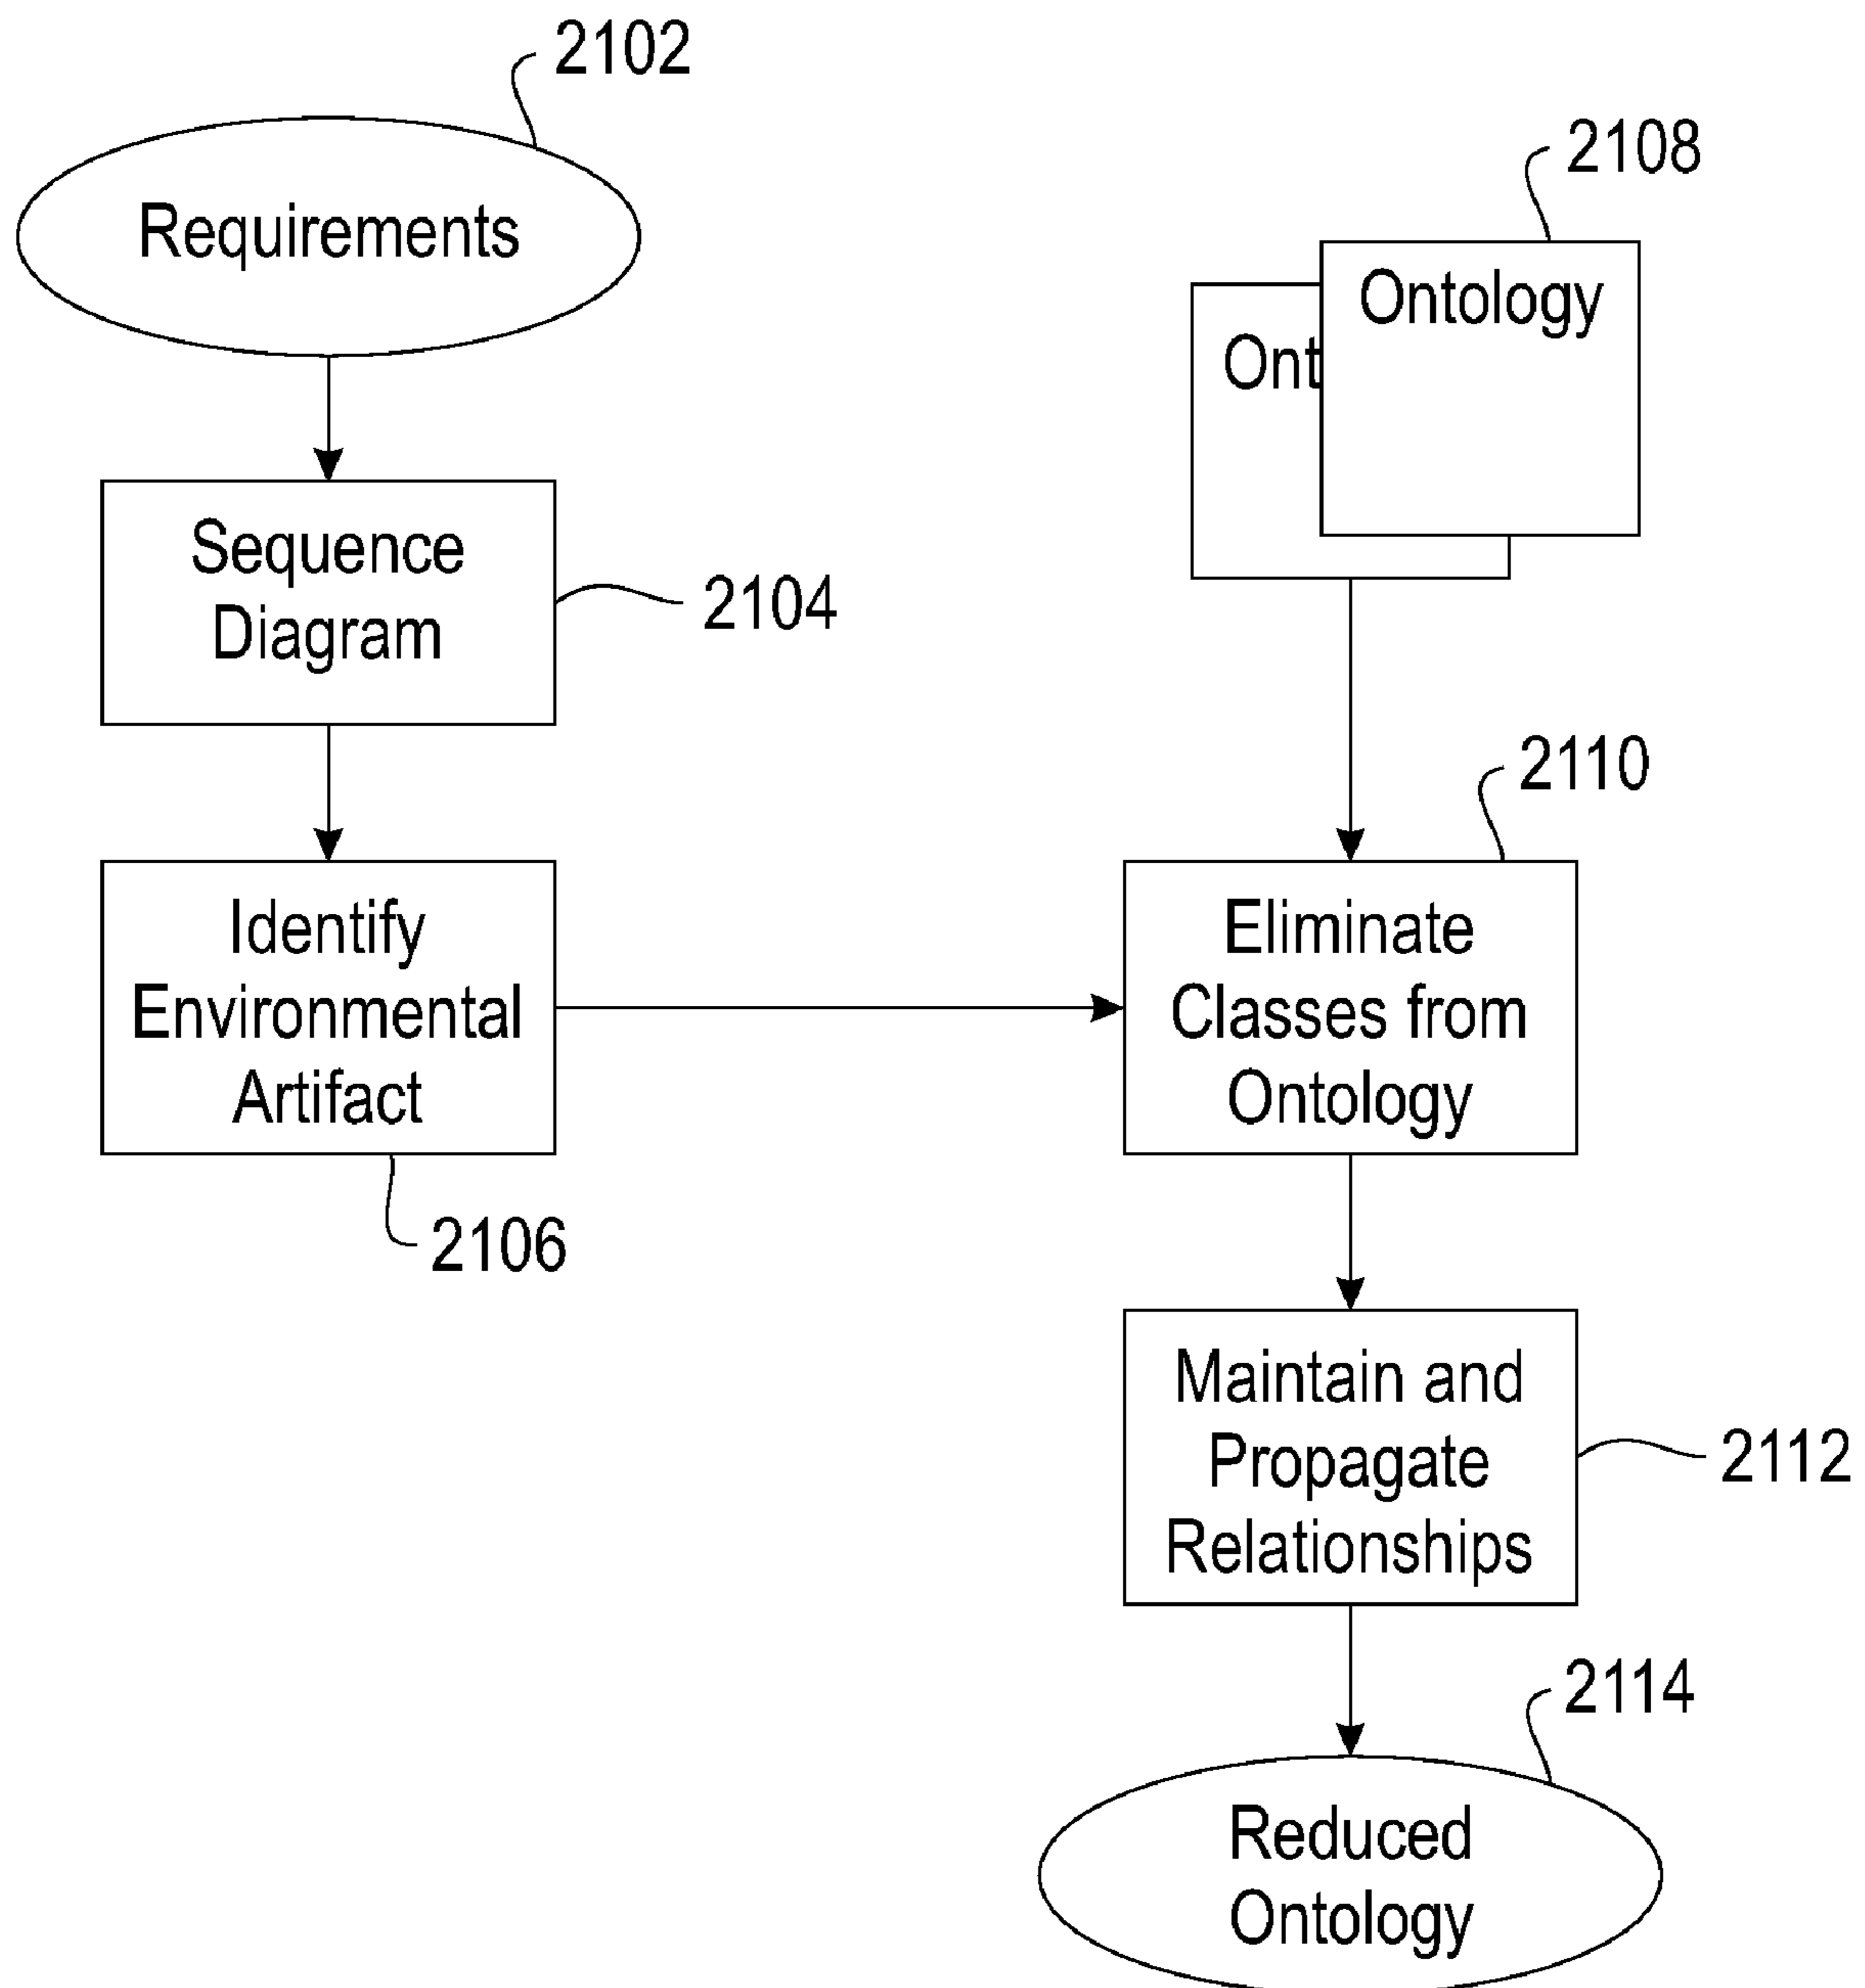 2102
Requirements
2108
Ontology
Ont
Sequence
Diagram
2104
2110
Identify
Environmental
Artifact
Eliminate
Classes from
Ontology
2106
Maintain and
Propagate
Relationships
2112
2114
Reduced
Ontology